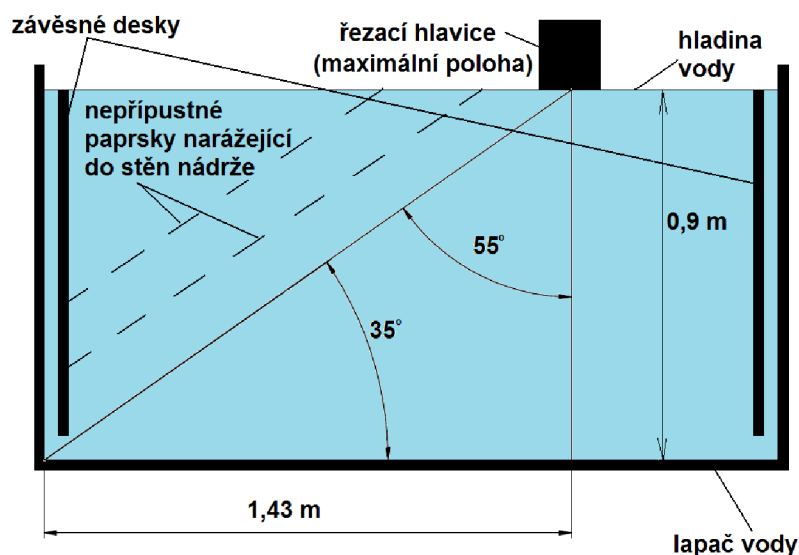 závěsné desky
řezací hlavice
(maximální poloha)
hladina
vody
nepřípustné
paprsky narážející
do stěn nádrže
0,9 m
55°
35°
1,43 m
lapač vody